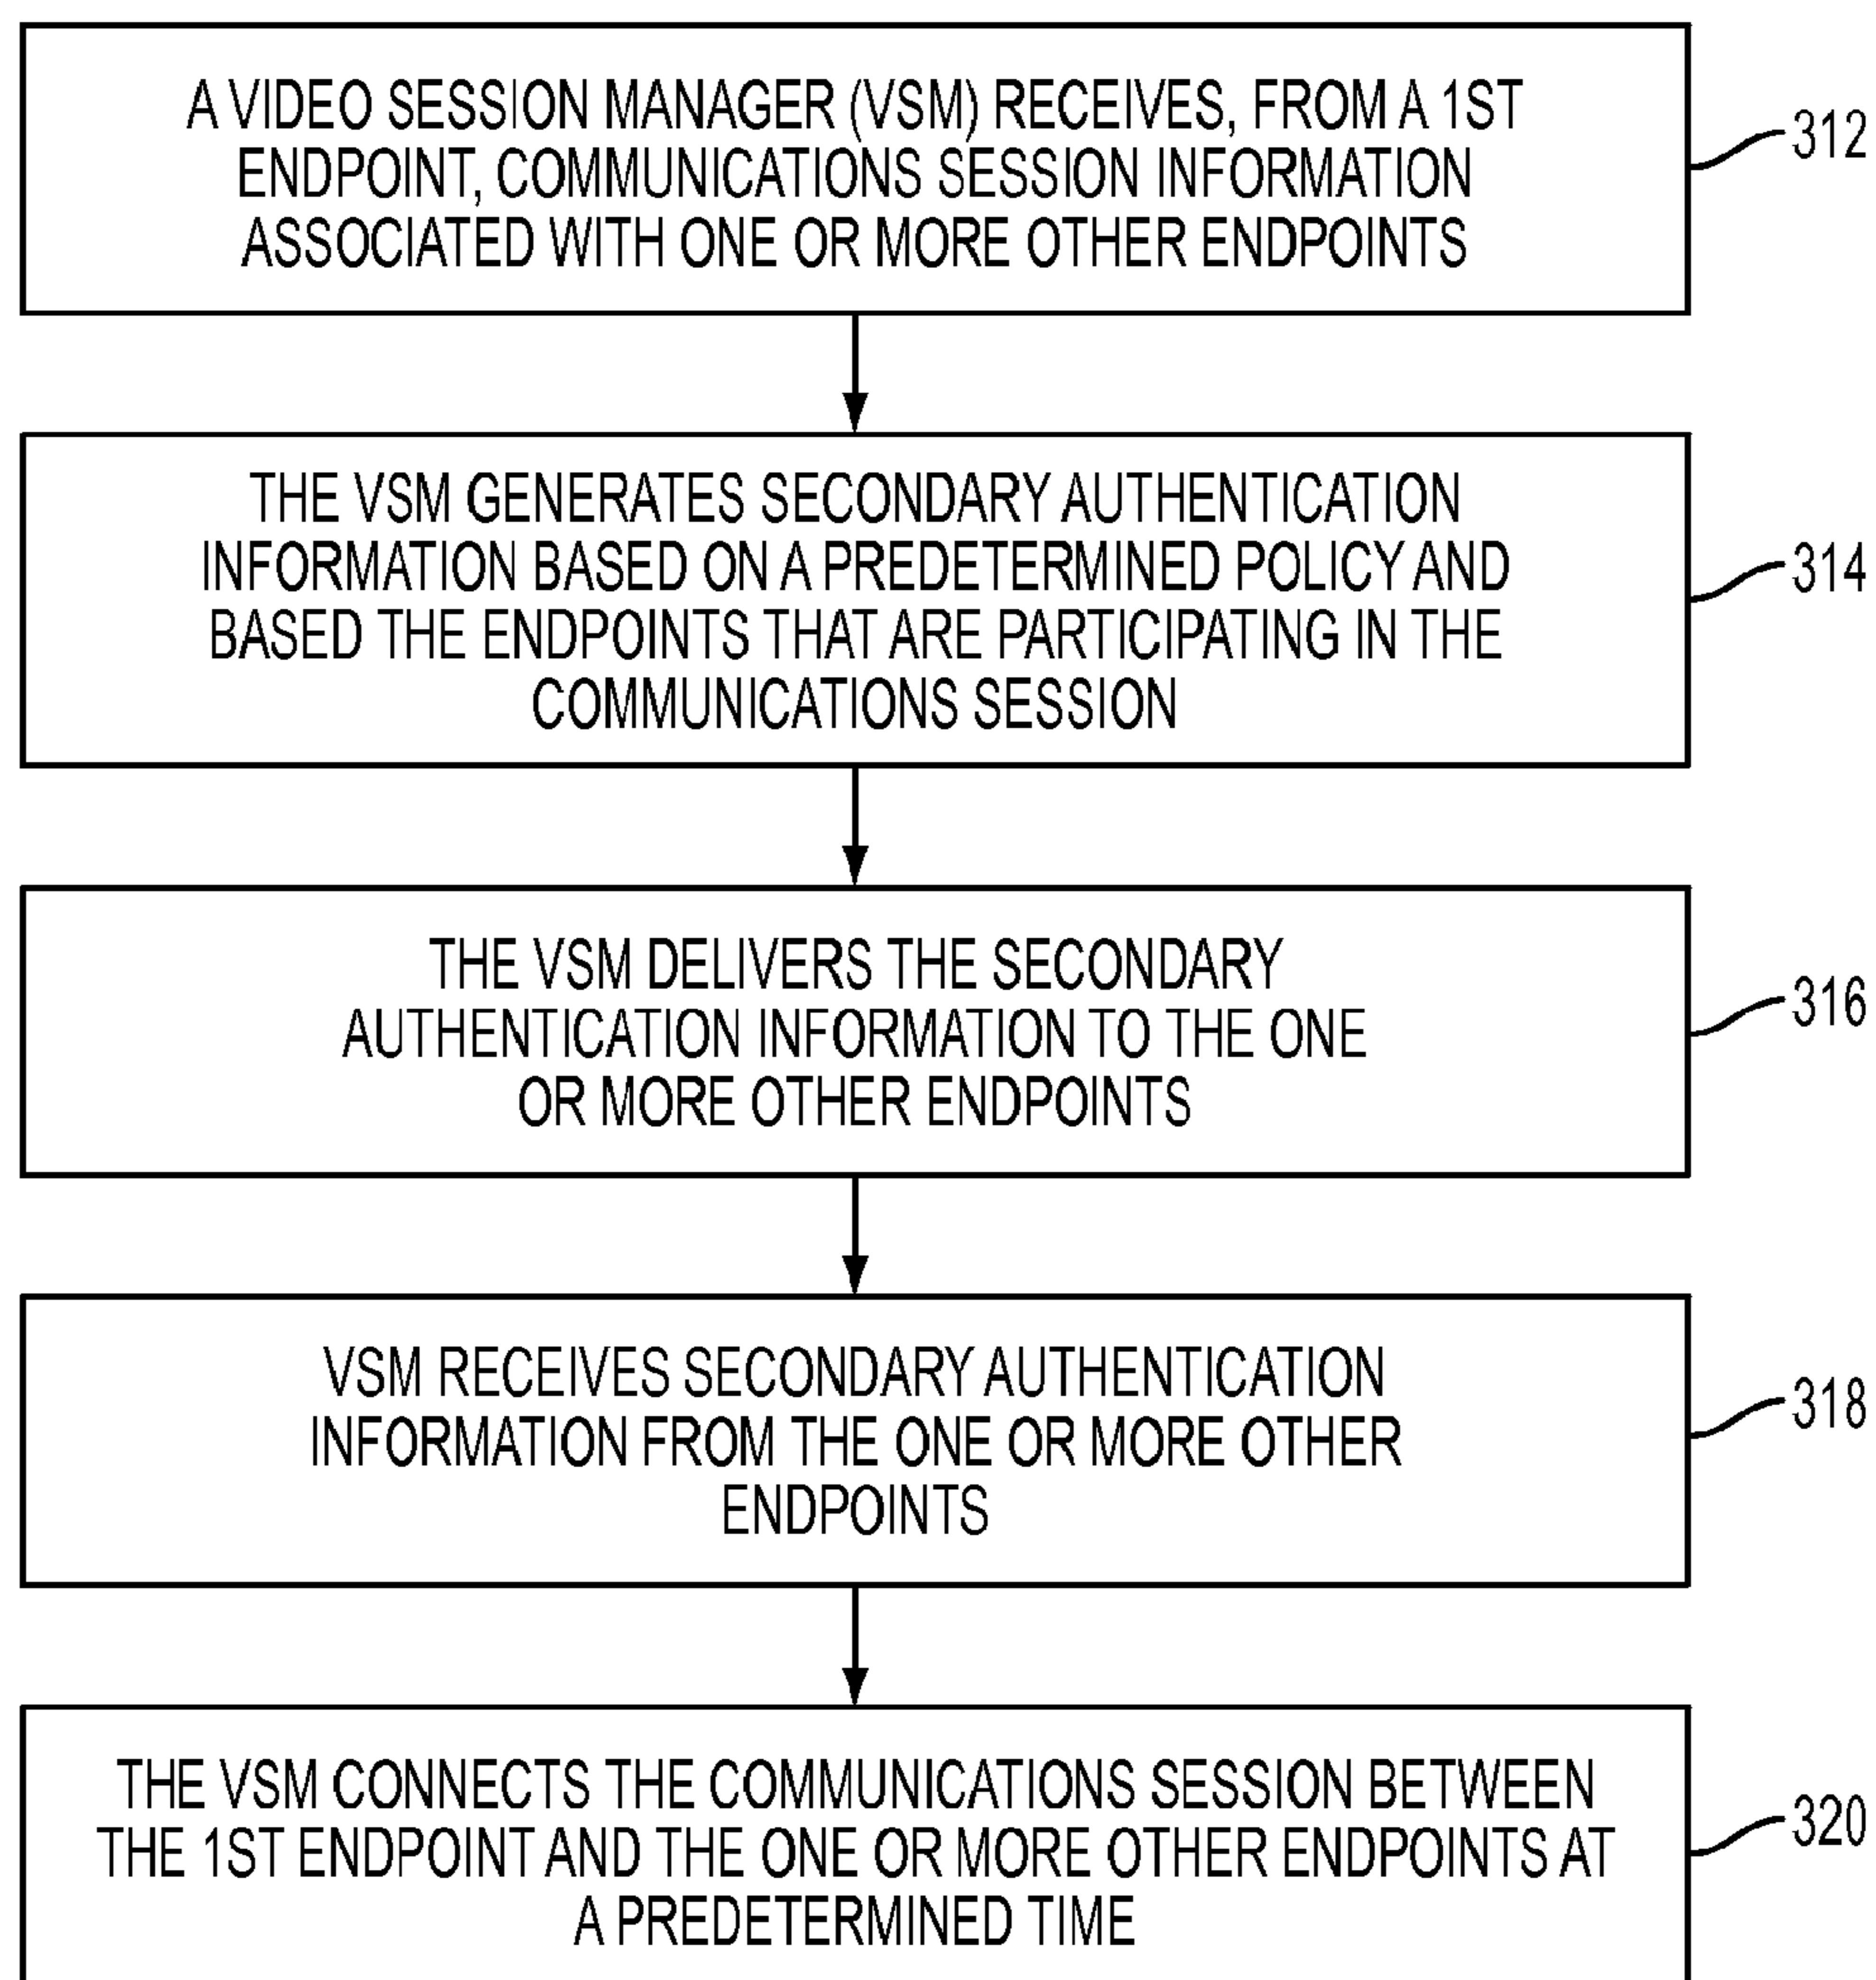 A VIDEO SESSION MANAGER (VSM) RECEIVES, FROM A 1ST
ENDPOINT, COMMUNICATIONS SESSION INFORMATION
ASSOCIATED WITH ONE OR MORE OTHER ENDPOINTS
312
THE VSM GENERATES SECONDARY AUTHENTICATION
INFORMATION BASED ON A PREDETERMINED POLICY AND
BASED THE ENDPOINTS THAT ARE PARTICIPATING IN THE
COMMUNICATIONS SESSION
314
THE VSM DELIVERS THE SECONDARY
AUTHENTICATION INFORMATION TO THE ONE
OR MORE OTHER ENDPOINTS
316
VSM RECEIVES SECONDARY AUTHENTICATION
INFORMATION FROM THE ONE OR MORE OTHER
ENDPOINTS
318
THE VSM CONNECTS THE COMMUNICATIONS SESSION BETWEEN
THE 1ST ENDPOINT AND THE ONE OR MORE OTHER ENDPOINTS AT
A PREDETERMINED TIME
320